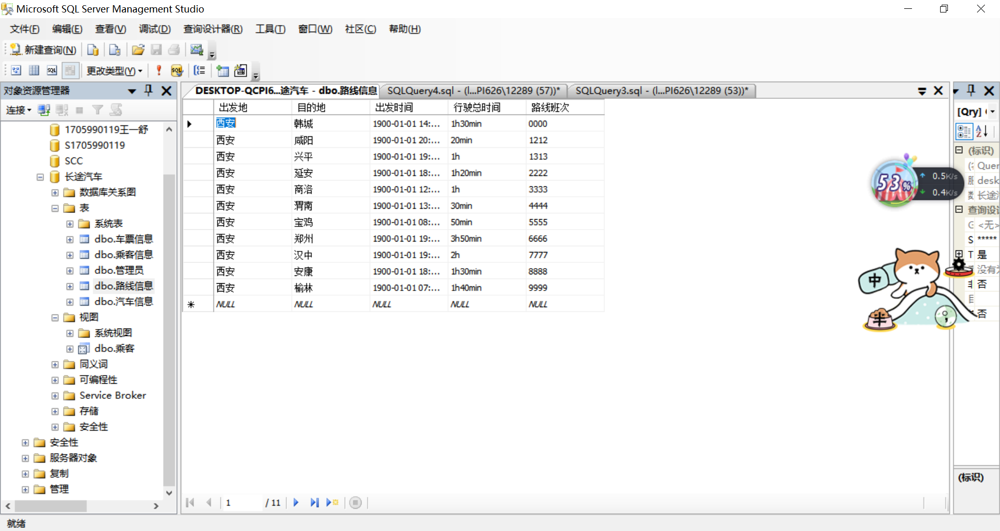 Microsoft SQL Server Management Studio
文件(F) 编辑(E) 查看(V) 调试(D) 查询设计器(R) 工具(T) 窗口(W) 社区(C) 帮助(H)
新建查询(N)
更改类型(Y)
对象资源管理器
连接
1705990119王一舒
S1705990119
SCC
长途汽车
数据库关系图
表
系统表
dbo.车票信息
dbo.乘客信息
dbo.管理员
dbo.路线信息
dbo.汽车信息
视图
系统视图
dbo.乘客
同义词
可编程性
Service Broker
存储
安全性
安全性
服务器对象
复制
管理
DESKTOP-QCPI6...途汽车 - dbo.路线信息 SQLQuery4.sql - (l...PI626\12289 (57))* SQLQuery3.sql - (l...PI626\12289 (53))*
出发地 目的地 出发时间 行驶总时间 路线班次
西安 韩城 1900-01-01 14:... 1h30min 0000
西安 咸阳 1900-01-01 20:... 20min 1212
西安 兴平 1900-01-01 19:... 1h 1313
西安 延安 1900-01-01 18:... 1h20min 2222
西安 商洛 1900-01-01 12:... 1h 3333
西安 渭南 1900-01-01 13:... 30min 4444
西安 宝鸡 1900-01-01 08:... 50min 5555
西安 郑州 1900-01-01 19:... 3h50min 6666
西安 汉中 1900-01-01 19:... 2h 7777
西安 安康 1900-01-01 18:... 1h30min 8888
西安 榆林 1900-01-01 07:... 1h40min 9999
NULL NULL NULL NULL NULL
1 / 11
[Qry]
(标识)
Quer
desk
长途
查询设
<无>
S *****
T 是
没有
否
否
(标识)
53%
0.5K/s
0.4K/s
中
半
就绪